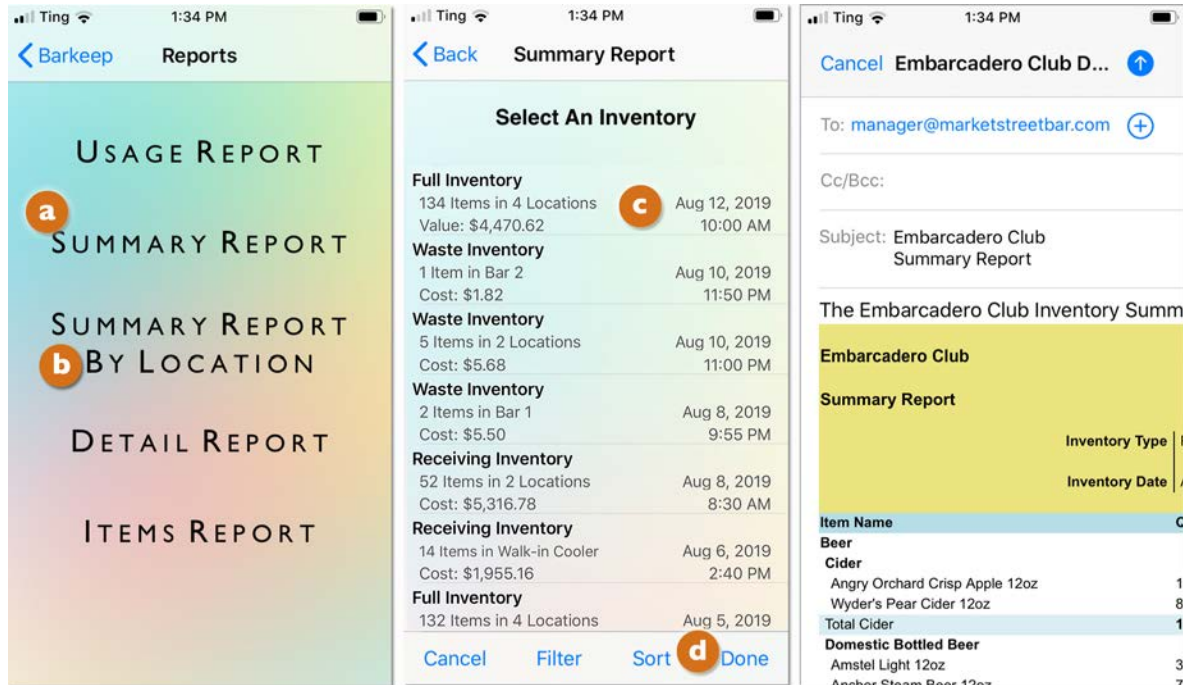 Ting 1:34 PM
Barkeep Reports
USAGE REPORT
a
SUMMARY REPORT
SUMMARY REPORT
b BY LOCATION
DETAIL REPORT
ITEMS REPORT
Ting 1:34 PM
Back Summary Report
Select An Inventory
Full Inventory
134 Items in 4 Locations c Aug 12, 2019
Value: $4,470.62 10:00 AM
Waste Inventory
1 Item in Bar 2 Aug 10, 2019
Cost: $1.82 11:50 PM
Waste Inventory
5 Items in 2 Locations Aug 10, 2019
Cost: $5.68 11:00 PM
Waste Inventory
2 Items in Bar 1 Aug 8, 2019
Cost: $5.50 9:55 PM
Receiving Inventory
52 Items in 2 Locations Aug 8, 2019
Cost: $5,316.78 8:30 AM
Receiving Inventory
14 Items in Walk-in Cooler Aug 6, 2019
Cost: $1,955.16 2:40 PM
Full Inventory
132 Items in 4 Locations Aug 5, 2019
Cancel Filter Sort d Done
Ting 1:34 PM
Cancel Embarcadero Club D...
To: manager@marketstreetbar.com
Cc/Bcc:
Subject: Embarcadero Club
Summary Report
The Embarcadero Club Inventory Summ
Embarcadero Club
Summary Report
Inventory Type
Inventory Date
Item Name
Beer
Cider
Angry Orchard Crisp Apple 12oz 1
Wyder's Pear Cider 12oz 8
Total Cider 1
Domestic Bottled Beer
Amstel Light 12oz 3
Anchor Steam Beer 12oz 7